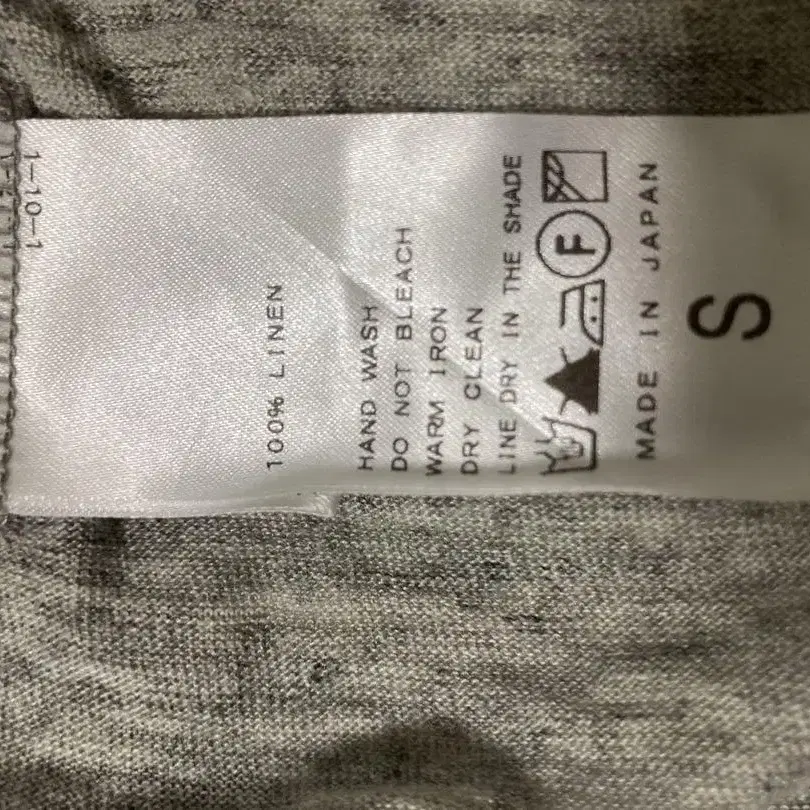 1-10-1
100% LINEN
HAND WASH
DO NOT BLEACH
WARM IRON
DRY CLEAN
LINE DRY IN THE SHADE
F
MADE IN JAPAN
S